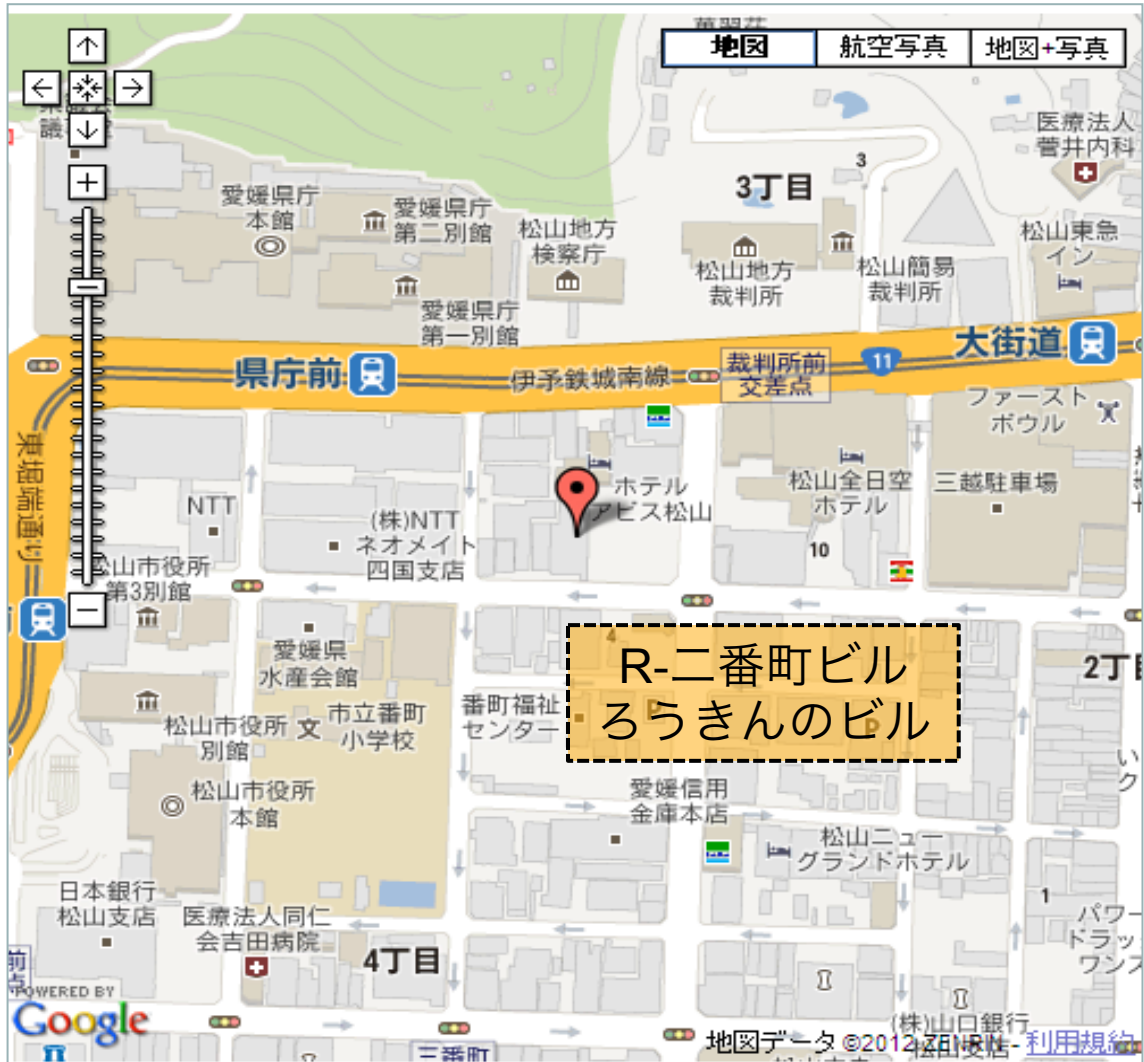 地図
航空写真
地図+写真
医療法人
菅井内科
3
3丁目
愛媛県庁
本館
愛媛県庁
第二別館
松山地方
検察庁
松山地方
裁判所
松山簡易
裁判所
松山東急
イン
愛媛県庁
第一別館
県庁前
伊予鉄城南線
裁判所前
交差点
11
大街道
ファースト
ボウル
東堀端通り
NTT
(株)NTT
ネオメイト
四国支店
ホテル
アビス松山
松山全日空
ホテル
三越駐車場
10
松山市役所
第3別館
愛媛県
水産会館
R-二番町ビル
ろうきんのビル
2丁目
松山市役所
別館
文
市立番町
小学校
番町福祉
センター
松山市役所
本館
愛媛信用
金庫本店
松山ニュー
グランドホテル
日本銀行
松山支店
医療法人同仁
会吉田病院
4丁目
1
パワー
トラッ
ワンズ
POWERED BY
Google
三番町
(株)山口銀行
松山支店
地図データ ©2012 ZENRIN - 利用規約